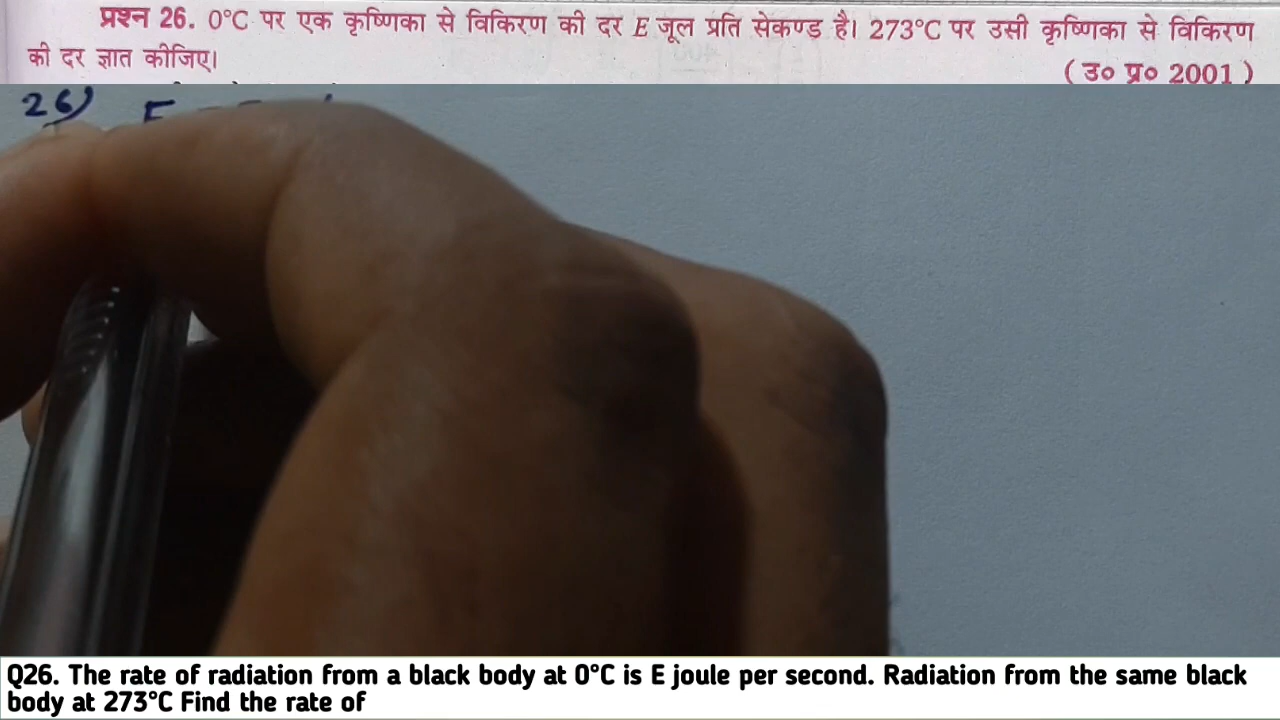 प्रश्न 26. 0°C पर एक कृष्णिका से विकिरण की दर E जूल प्रति सेकण्ड है। 273°C पर उसी कृष्णिका से विकिरण
की दर ज्ञात कीजिए।
( उ० प्र० 2001 )
26)
Q26. The rate of radiation from a black body at 0°C is E joule per second. Radiation from the same black
body at 273°C Find the rate of